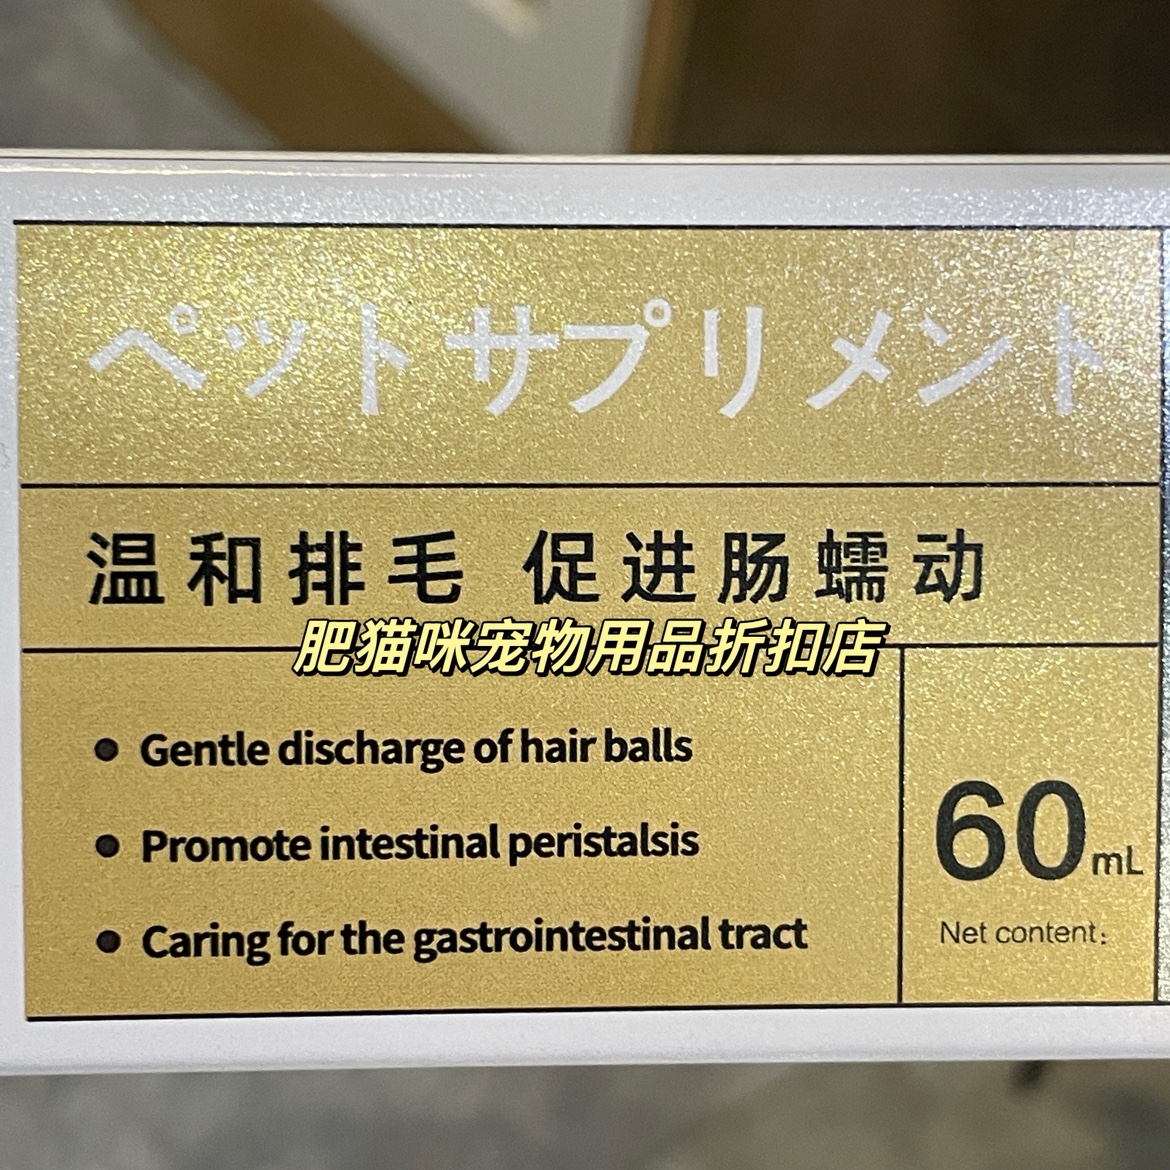 ペットサプリメント
温和排毛 促进肠蠕动
肥猫咪宠物用品折扣店
● Gentle discharge of hair balls
● Promote intestinal peristalsis
● Caring for the gastrointestinal tract
60mL
Net content: